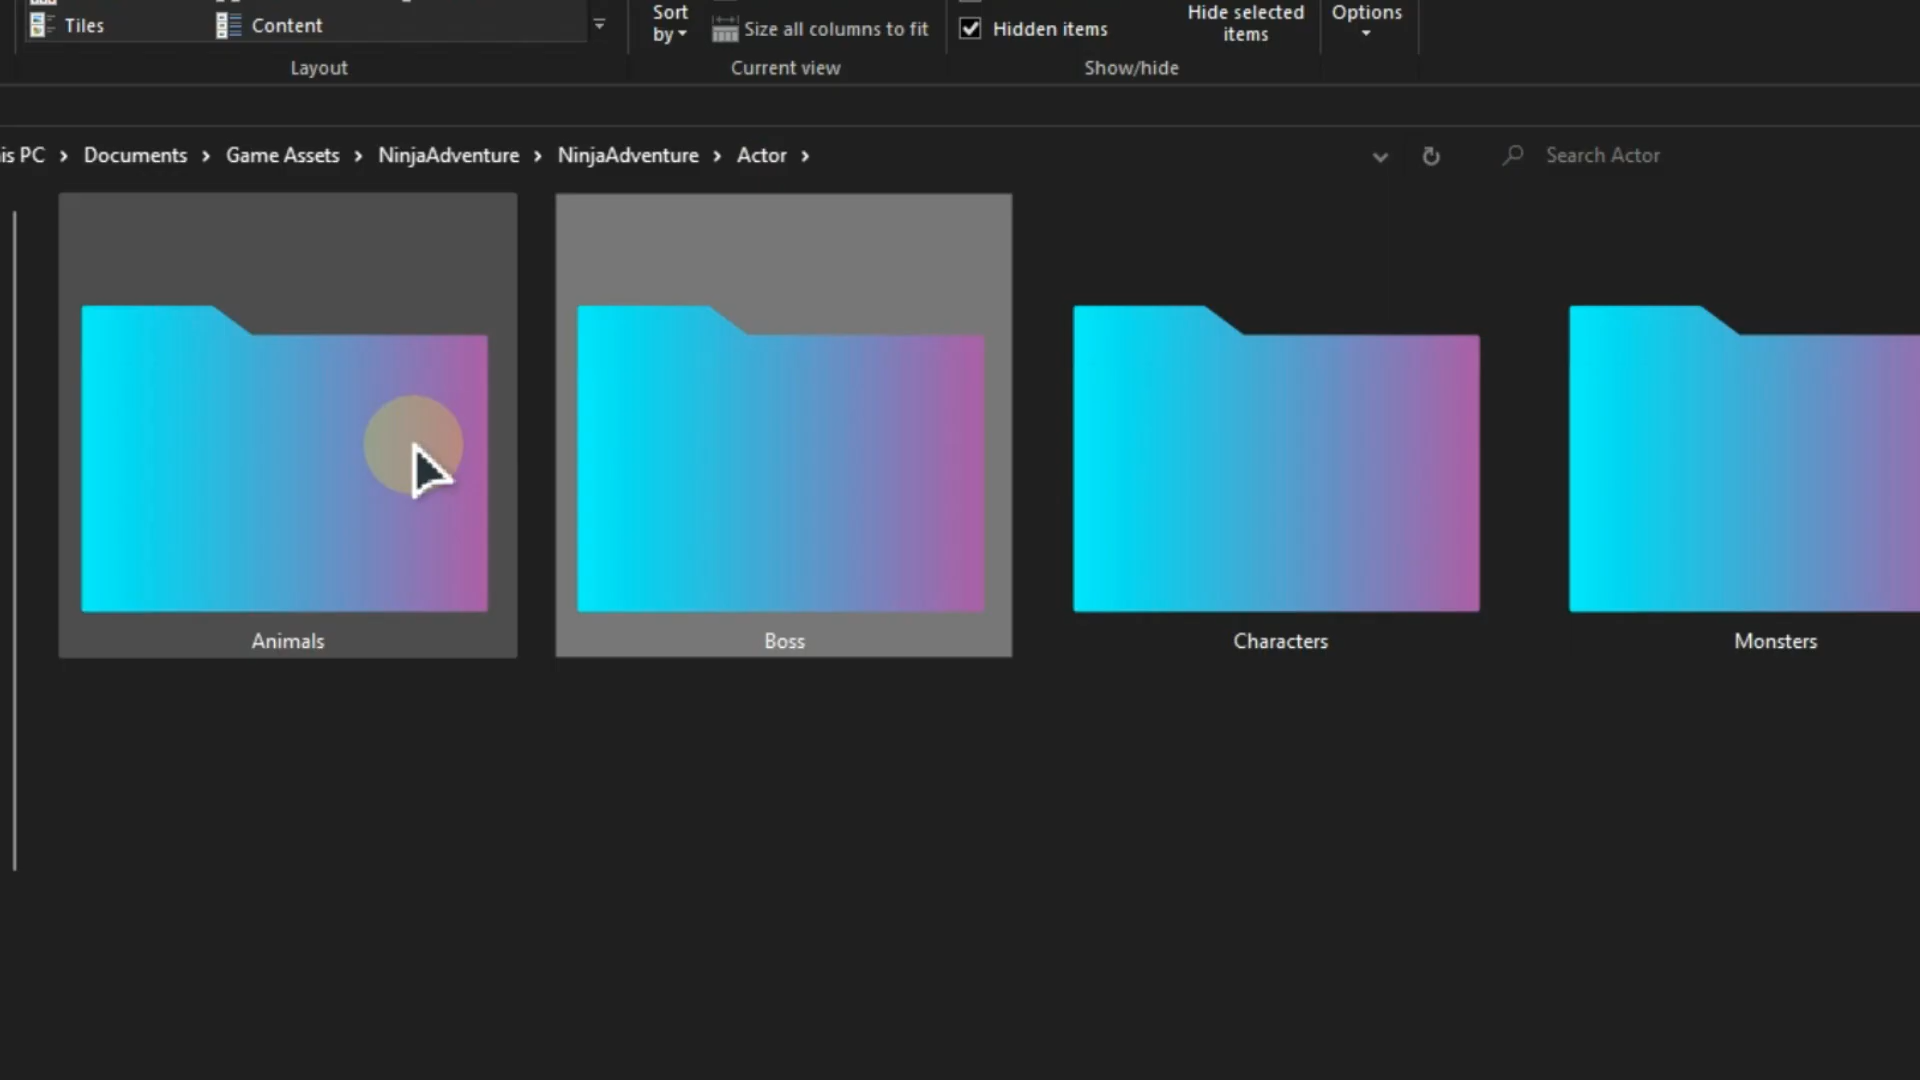 Tiles
Content
Sort
by
Size all columns to fit
Hidden items
Hide selected
items
Options
Layout
Current view
Show/hide
is PC › Documents › Game Assets › NinjaAdventure › NinjaAdventure › Actor ›
Search Actor
Animals
Boss
Characters
Monsters